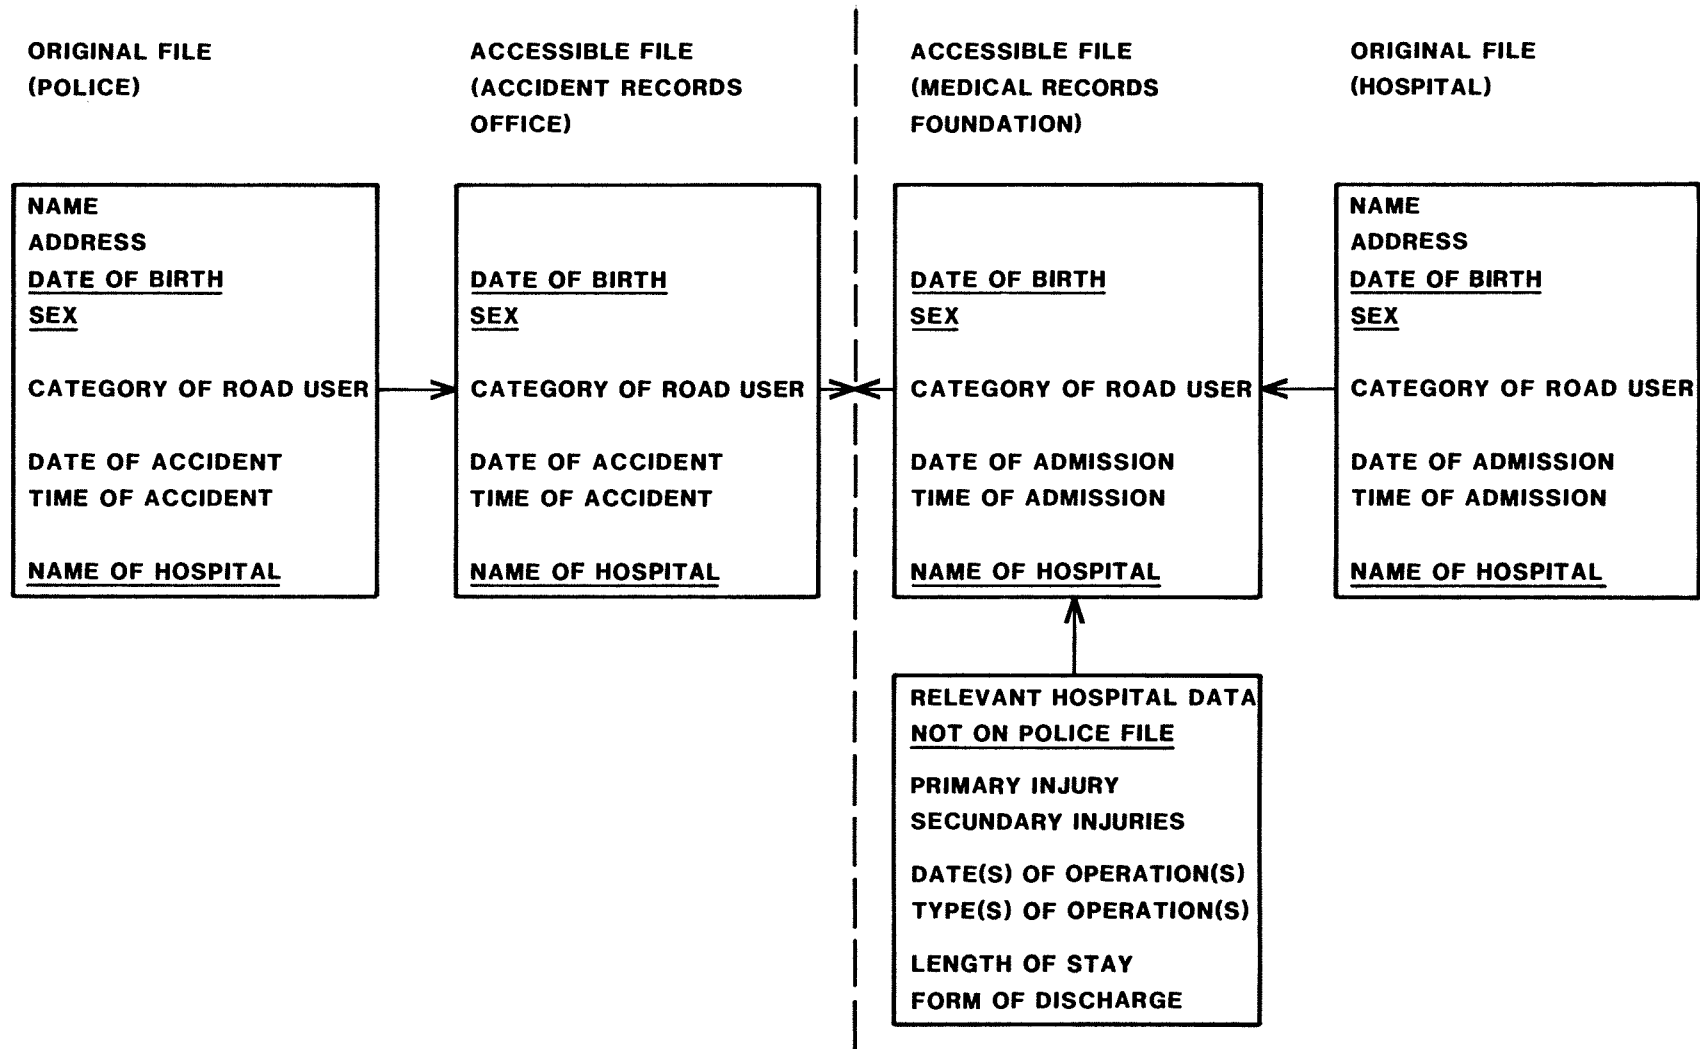 ORIGINAL FILE
(POLICE)
ACCESSIBLE FILE
(ACCIDENT RECORDS
OFFICE)
ACCESSIBLE FILE
(MEDICAL RECORDS
FOUNDATION)
ORIGINAL FILE
(HOSPITAL)
NAME
ADDRESS
DATE OF BIRTH
SEX
CATEGORY OF ROAD USER
DATE OF ACCIDENT
TIME OF ACCIDENT
NAME OF HOSPITAL
DATE OF BIRTH
SEX
CATEGORY OF ROAD USER
DATE OF ACCIDENT
TIME OF ACCIDENT
NAME OF HOSPITAL
DATE OF BIRTH
SEX
CATEGORY OF ROAD USER
DATE OF ADMISSION
TIME OF ADMISSION
NAME OF HOSPITAL
NAME
ADDRESS
DATE OF BIRTH
SEX
CATEGORY OF ROAD USER
DATE OF ADMISSION
TIME OF ADMISSION
NAME OF HOSPITAL
RELEVANT HOSPITAL DATA
NOT ON POLICE FILE
PRIMARY INJURY
SECUNDARY INJURIES
DATE(S) OF OPERATION(S)
TYPE(S) OF OPERATION(S)
LENGTH OF STAY
FORM OF DISCHARGE